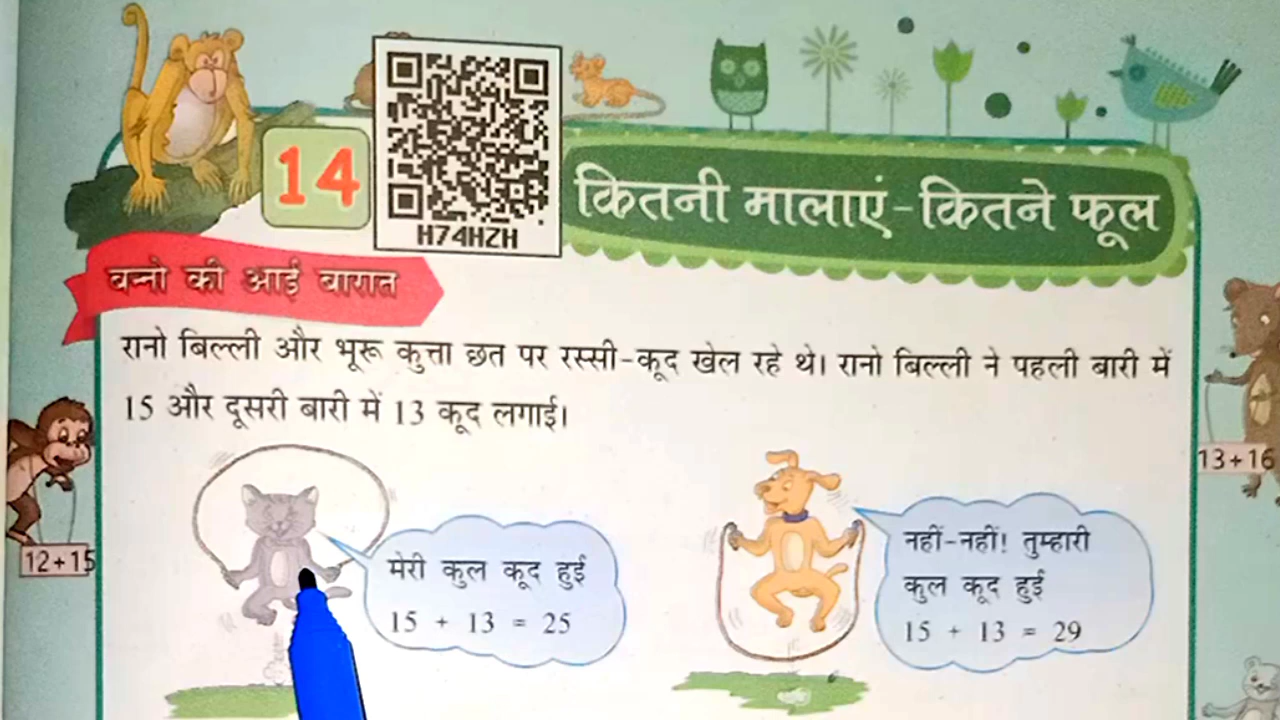 14
H74HZH
कितनी मालाएं-कितने फूल
बन्नो की आई बारात
रानो बिल्ली और भूरू कुत्ता छत पर रस्सी-कूद खेल रहे थे। रानो बिल्ली ने पहली बारी में
15 और दूसरी बारी में 13 कूद लगाई।
12+15
मेरी कुल कूद हुई
15 + 13 = 25
नहीं-नहीं! तुम्हारी
कुल कूद हुई
15 + 13 = 29
13+16